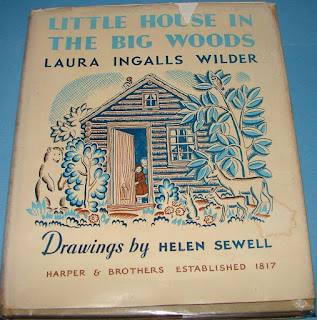 LITTLE HOUSE IN
THE BIG WOODS
LAURA INGALLS WILDER
Drawings by HELEN SEWELL
HARPER & BROTHERS ESTABLISHED 1817